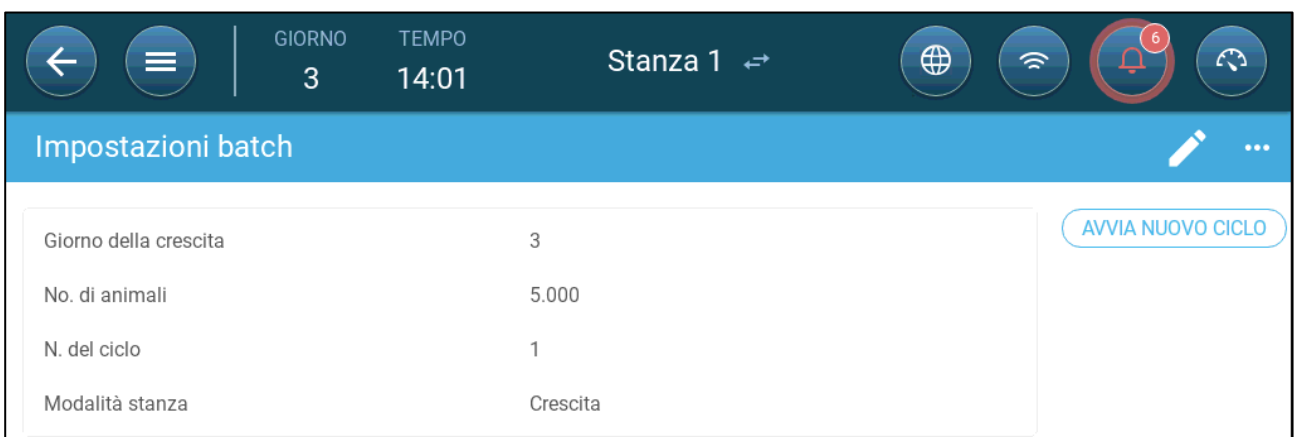 GIORNO TEMPO
3 14:01 Stanza 1 6
Impostazioni batch
Giorno della crescita 3 AVVIA NUOVO CICLO
No. di animali 5.000
N. del ciclo 1
Modalità stanza Crescita